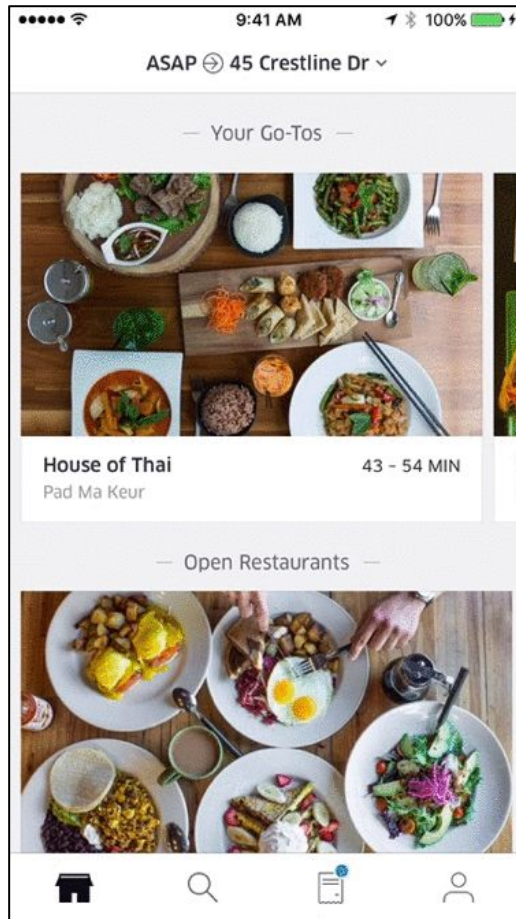 9:41 AM
100%
ASAP → 45 Crestline Dr
Your Go-Tos
House of Thai
43 - 54 MIN
Pad Ma Keur
Open Restaurants